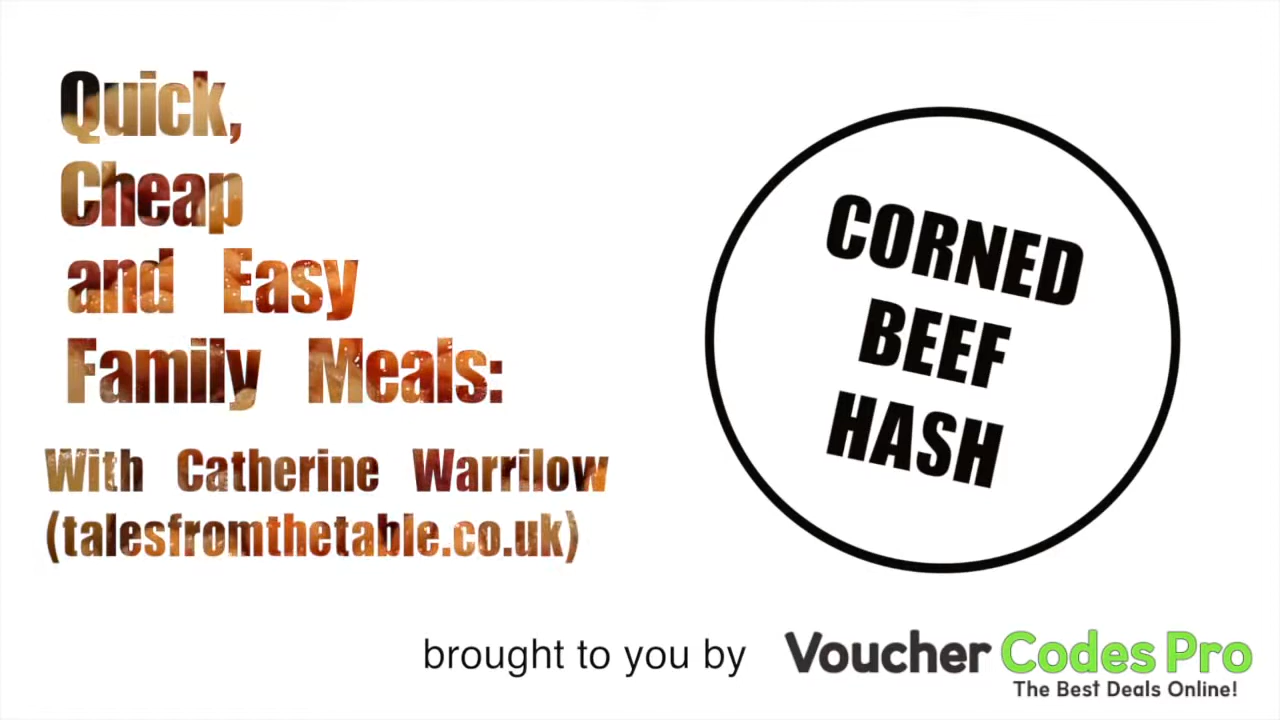 Quick,
Cheap
and Easy
Family Meals:
With Catherine Warrilow
(talesfromthetable.co.uk)
CORNED
BEEF
HASH
brought to you by Voucher Codes Pro
The Best Deals Online!